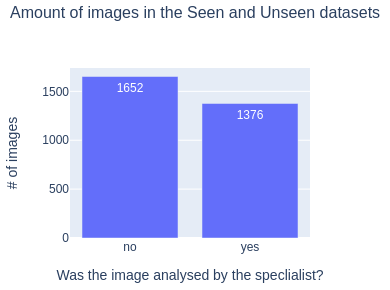 Amount of images in the Seen and Unseen datasets
# of images
1500
1000
500
0
1652
1376
no
yes
Was the image analysed by the speclialist?